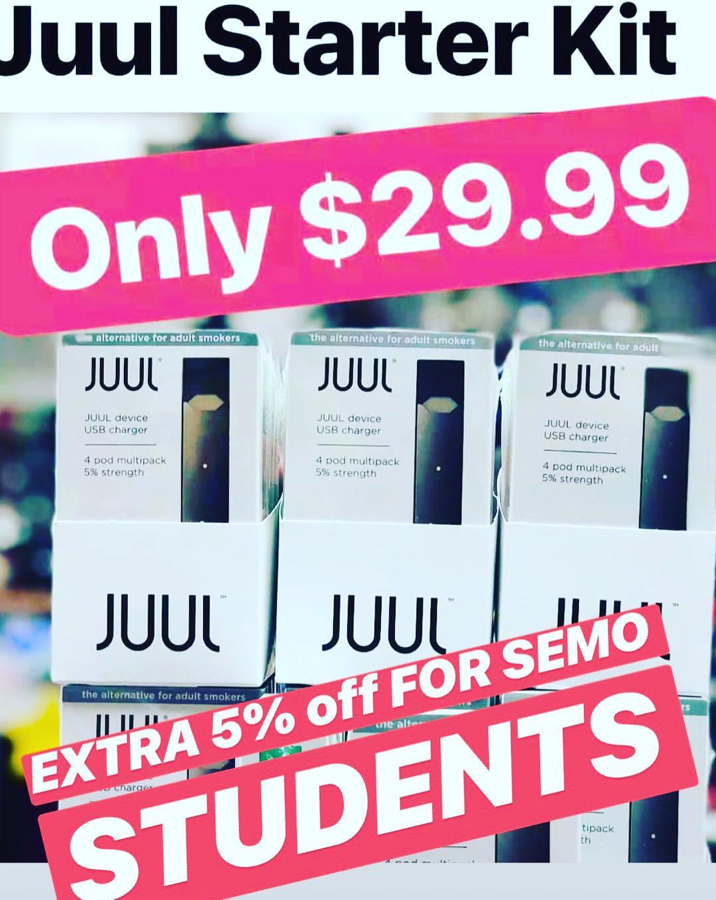 Juul Starter Kit
Only $29.99
alternative for adult smokers
JUUL
JUUL device
USB charger
4 pod multipack
5% strength
the alternative for adult smokers
JUUL
JUUL device
USB charger
4 pod multipack
5% strength
the alternative for adult
JUUL
JUUL device
USB charger
4 pod multipack
5% strength
JUUL
JUUL
the alternative for adult smokers
EXTRA 5% off FOR SEMO
STUDENTS